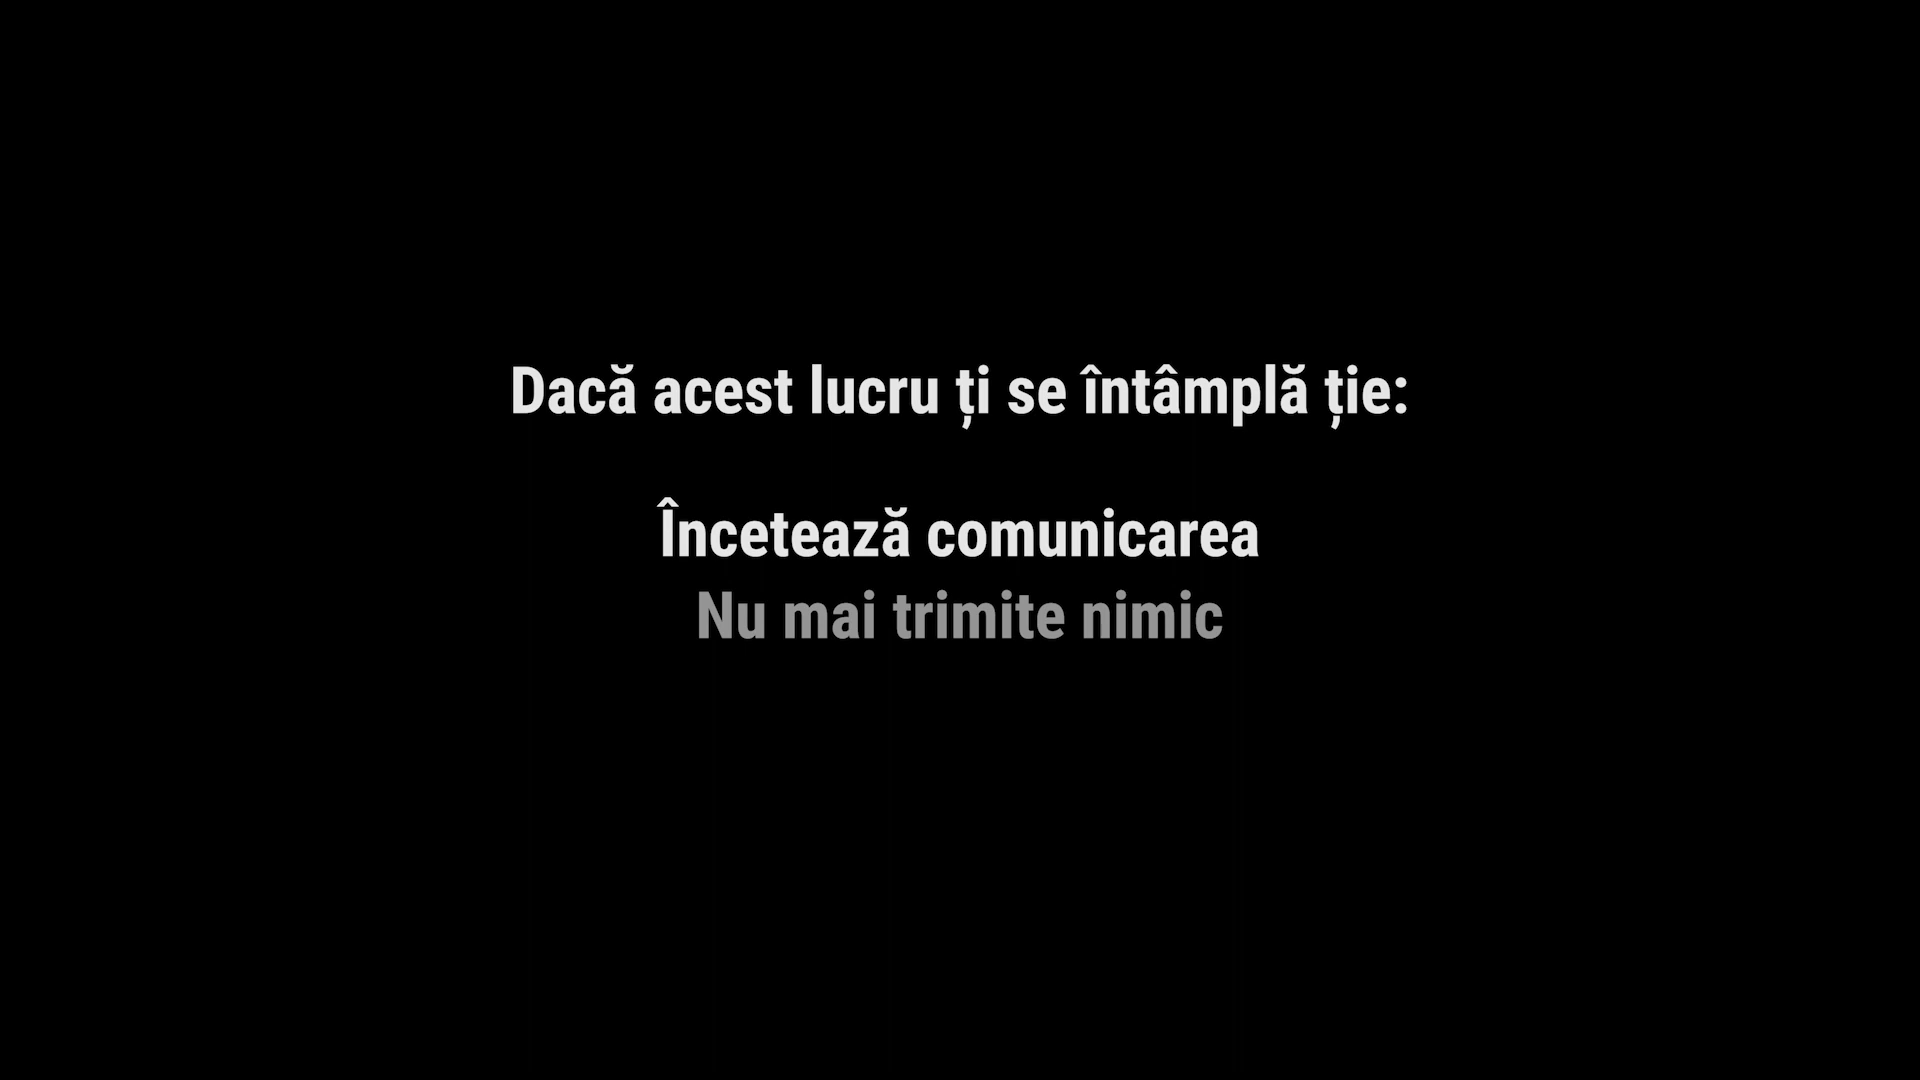 Dacă acest lucru ți se întâmplă ție:
Încetează comunicarea
Nu mai trimite nimic